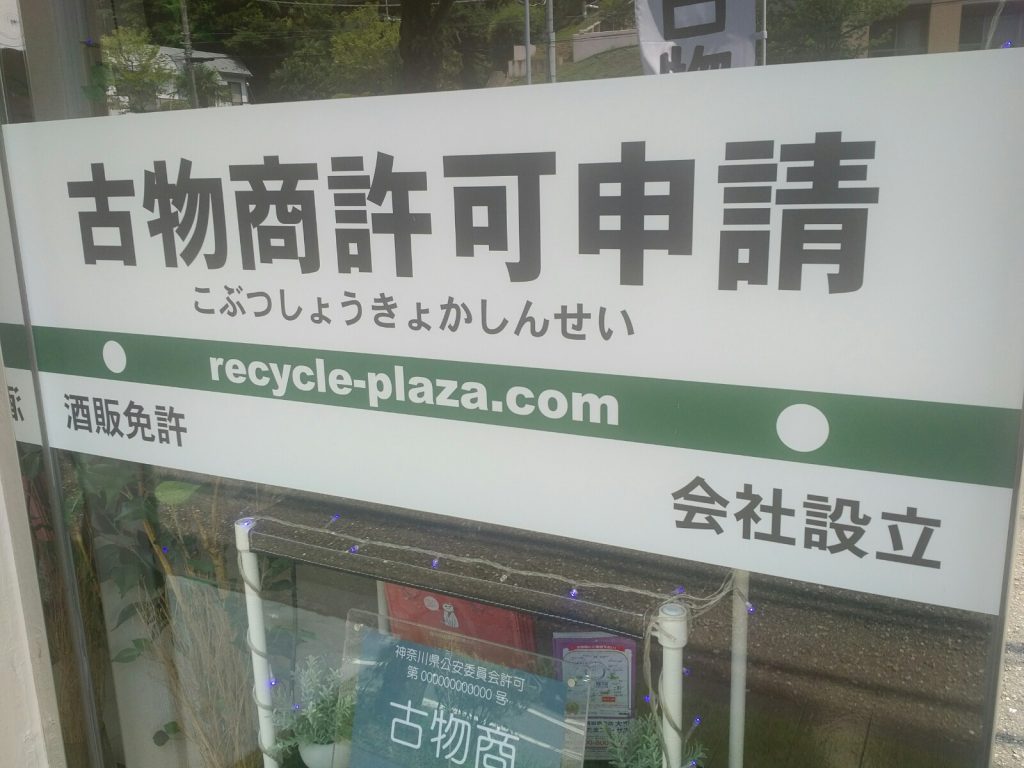 古物
古物商許可申請
こぶつしょうきょかしんせい
recycle-plaza.com
酒販免許
会社設立
神奈川県公安委員会許可
第 000000000000 号
古物商